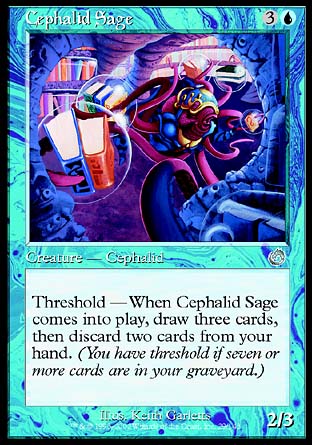 Cephalid Sage 3
Creature — Cephalid
Threshold — When Cephalid Sage
comes into play, draw three cards,
then discard two cards from your
hand. (You have threshold if seven or
more cards are in your graveyard.)
Illus. Keith Garletts
2/3